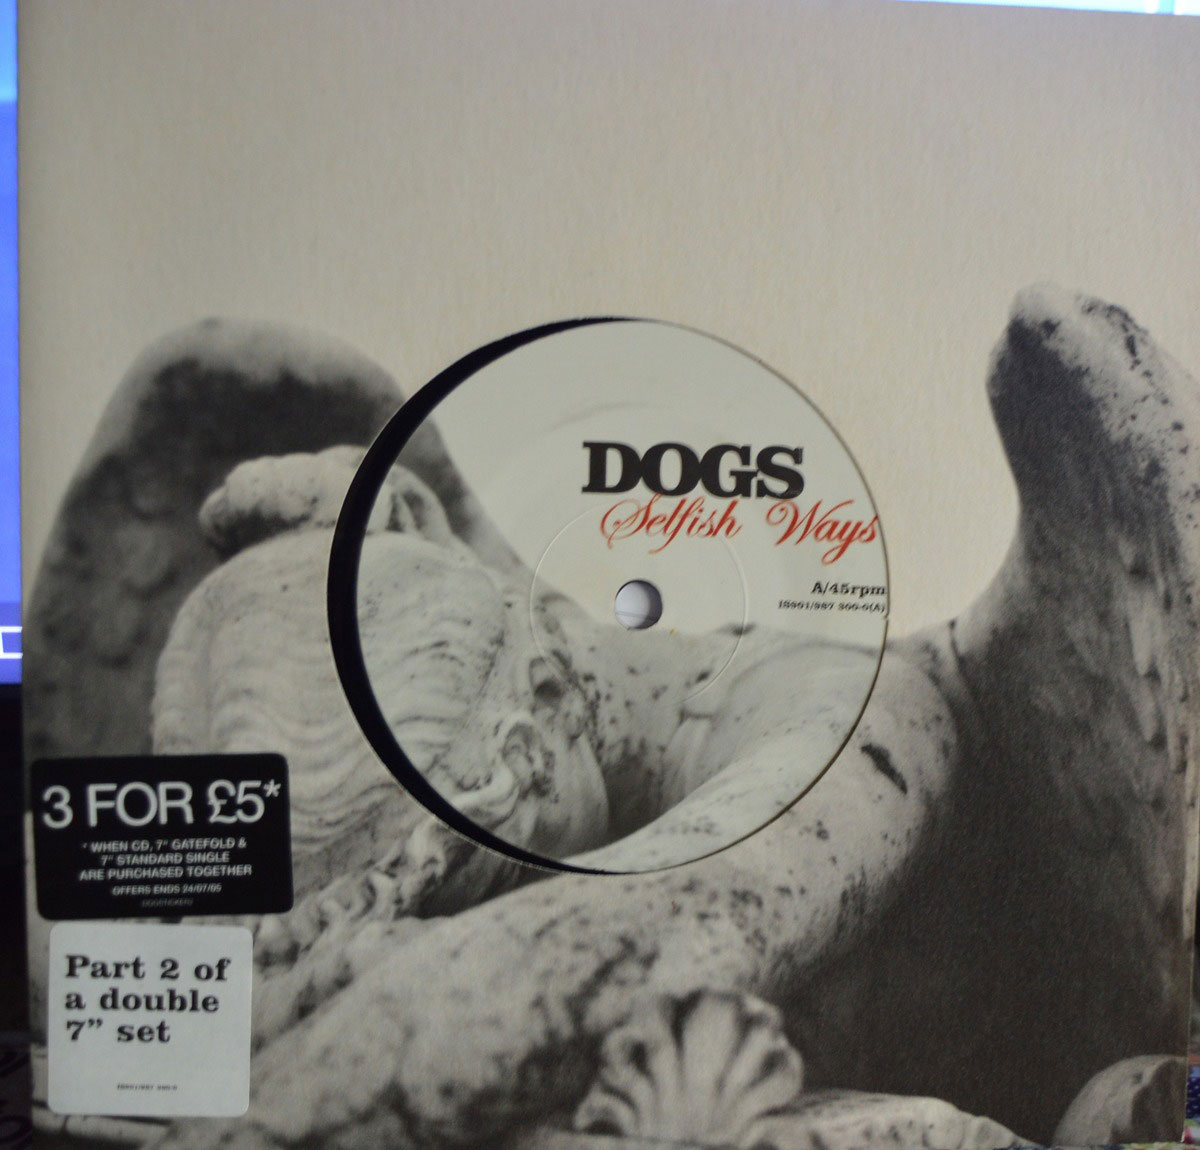 DOGS
Selfish Ways
A/45rpm
3 FOR £5*
* WHEN CD, 7" GATEFOLD &
7" STANDARD SINGLE
ARE PURCHASED TOGETHER
OFFERS ENDS 24/07/05
Part 2 of
a double
7” set